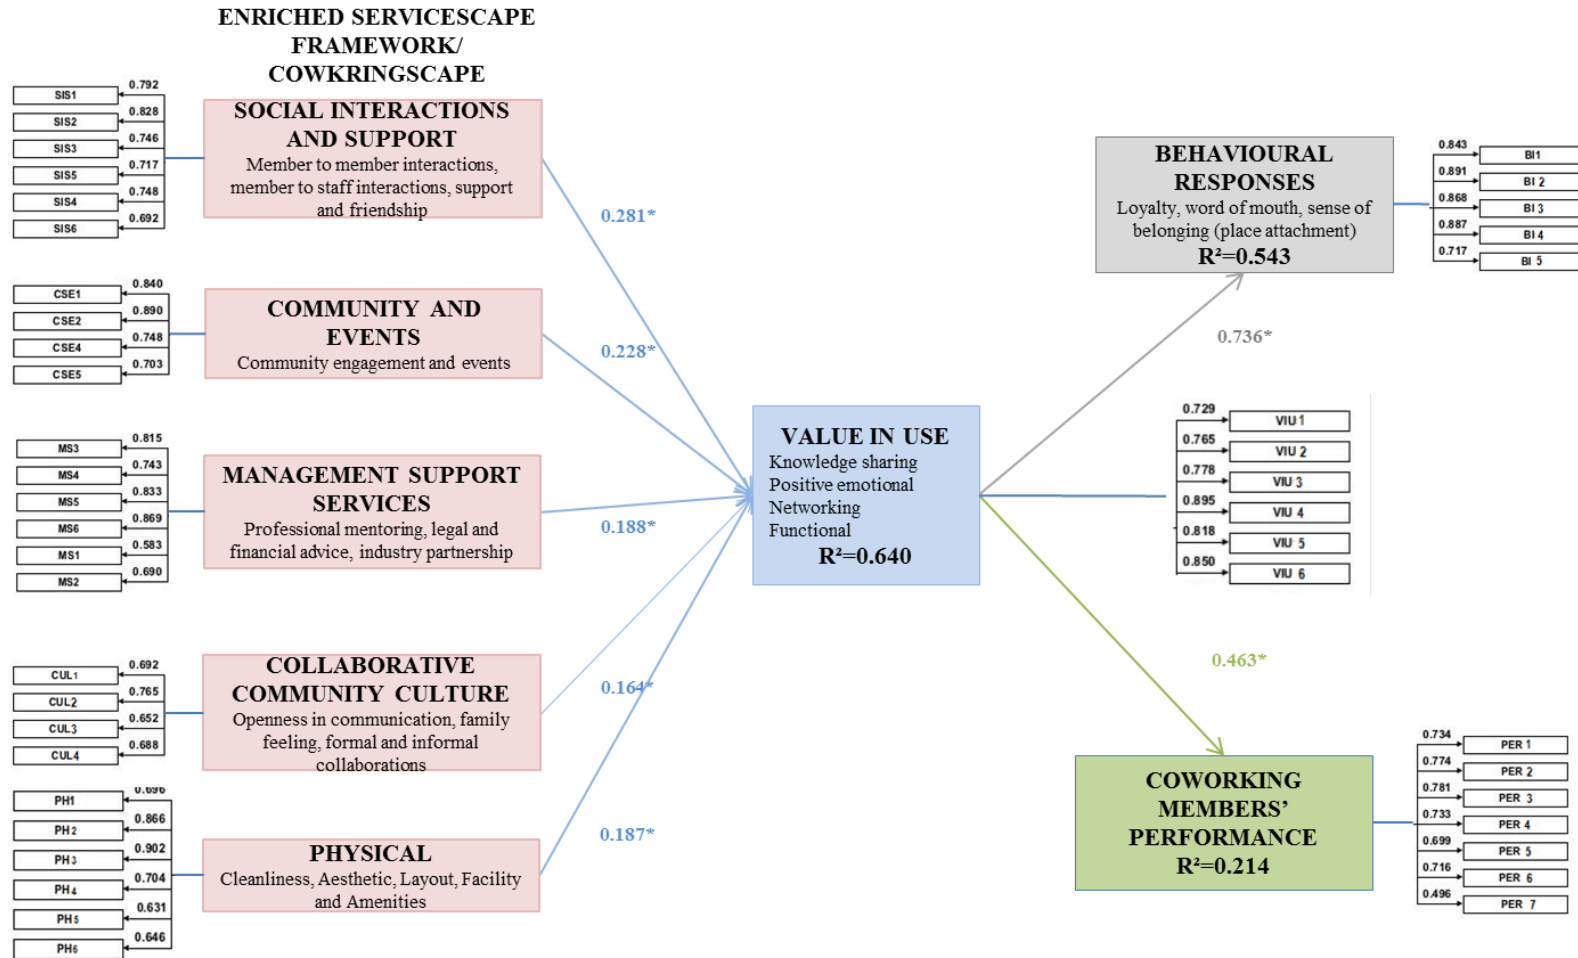 ENRICHED SERVICESCAPE
FRAMEWORK/
COWKRINGSCAPE
SIS1
0.792
SIS2
0.828
SIS3
0.746
SIS5
0.717
SIS4
0.748
SIS6
0.692
SOCIAL INTERACTIONS
AND SUPPORT
Member to member interactions,
member to staff interactions, support
and friendship
0.281*
CSE1
0.840
CSE2
0.890
CSE4
0.748
CSE5
0.703
COMMUNITY AND
EVENTS
Community engagement and events
0.228*
MS3
0.815
MS4
0.743
MS5
0.833
MS6
0.869
MS1
0.583
MS2
0.690
MANAGEMENT SUPPORT
SERVICES
Professional mentoring, legal and
financial advice, industry partnership
0.188*
CUL1
0.692
CUL2
0.765
CUL3
0.652
CUL4
0.688
COLLABORATIVE
COMMUNITY CULTURE
Openness in communication, family
feeling, formal and informal
collaborations
0.164*
PH1
0.696
PH2
0.866
PH3
0.902
PH4
0.704
PH5
0.631
PH6
0.646
PHYSICAL
Cleanliness, Aesthetic, Layout, Facility
and Amenities
0.187*
VALUE IN USE
Knowledge sharing
Positive emotional
Networking
Functional
R²=0.640
BEHAVIOURAL
RESPONSES
Loyalty, word of mouth, sense of
belonging (place attachment)
R²=0.543
0.843
BI1
0.891
BI 2
0.868
BI 3
0.887
BI 4
0.717
BI 5
0.736*
0.729
VIU 1
0.765
VIU 2
0.778
VIU 3
0.895
VIU 4
0.818
VIU 5
0.850
VIU 6
0.463*
COWORKING
MEMBERS’
PERFORMANCE
R²=0.214
0.734
PER 1
0.774
PER 2
0.781
PER 3
0.733
PER 4
0.699
PER 5
0.716
PER 6
0.496
PER 7